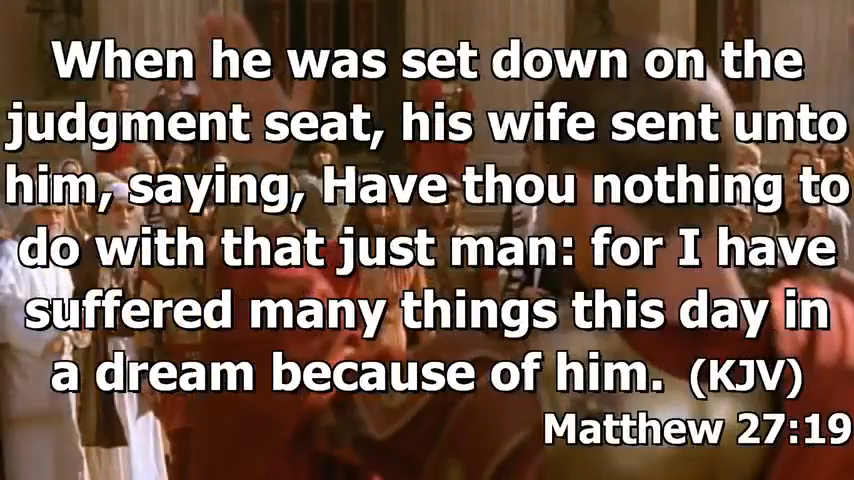 When he was set down on the
judgment seat, his wife sent unto
him, saying, Have thou nothing to
do with that just man: for I have
suffered many things this day in
a dream because of him. (KJV)
Matthew 27:19